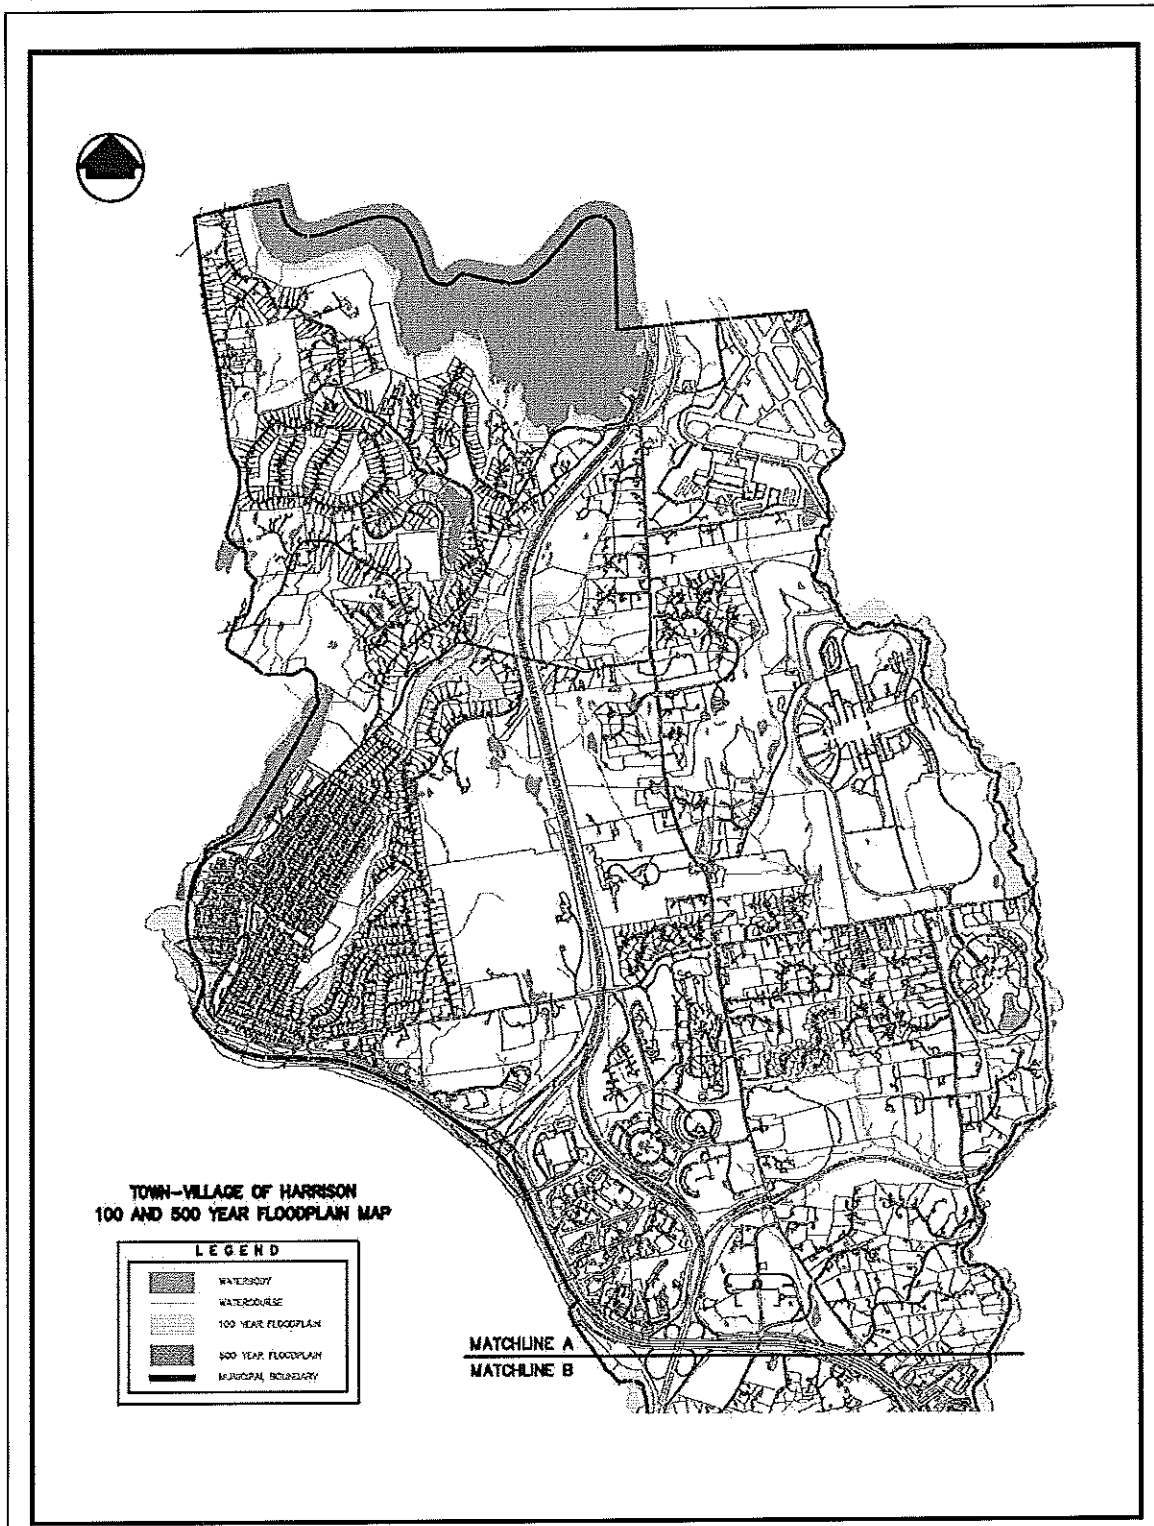 TOWN-VILLAGE OF HARRISON
100 AND 500 YEAR FLOODPLAIN MAP
LEGEND
WATERBODY
WATERCOURSE
100 YEAR FLOODPLAIN
500 YEAR FLOODPLAIN
MUNICIPAL BOUNDARY
MATCHLINE A
MATCHLINE B